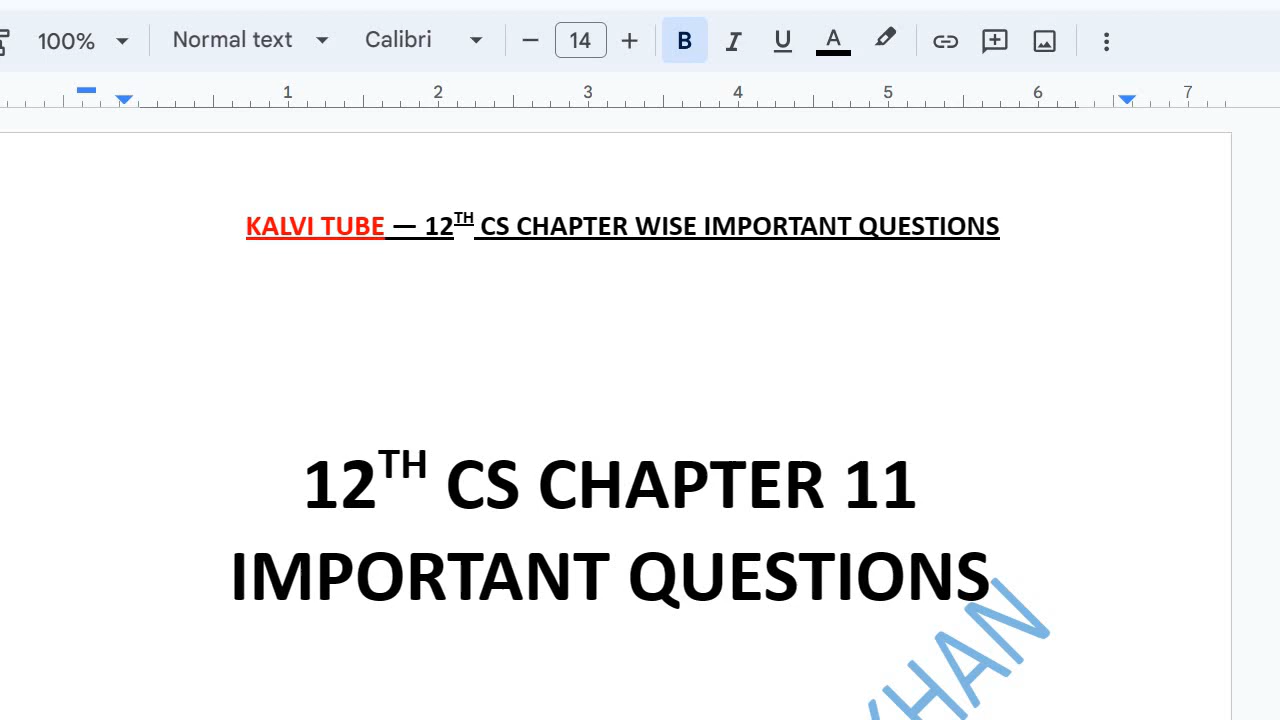 100% Normal text Calibri 14 B I U A
1 2 3 4 5 6 7
KALVI TUBE — 12TH CS CHAPTER WISE IMPORTANT QUESTIONS
12TH CS CHAPTER 11
IMPORTANT QUESTIONS
KHAN